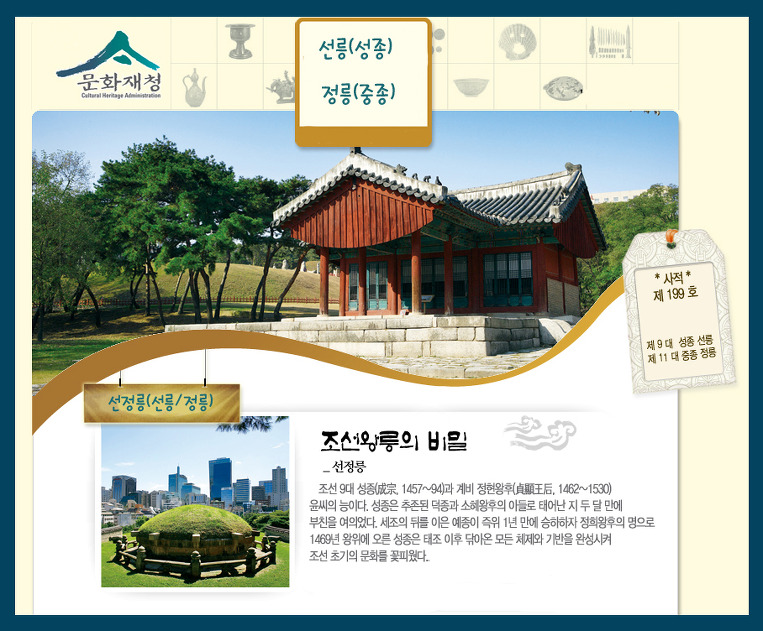 문화재청
Cultural Heritage Administration
선릉(성종)
정릉(중종)
* 사적 *
제 199 호
제 9 대 성종 선릉
제 11 대 중종 정릉
선정릉(선릉/정릉)
조선왕릉의 비밀
_ 선정릉
조선 9대 성종(成宗, 1457~94)과 계비 정현왕후(貞顯王后, 1462~1530)
윤씨의 능이다. 성종은 추존된 덕종과 소혜왕후의 아들로 태어난 지 두 달 만에
부친을 여의었다. 세조의 뒤를 이은 예종이 즉위 1년 만에 승하하자 정희왕후의 명으로
1469년 왕위에 오른 성종은 태조 이후 닦아온 모든 체제와 기반을 완성시켜
조선 초기의 문화를 꽃피웠다..